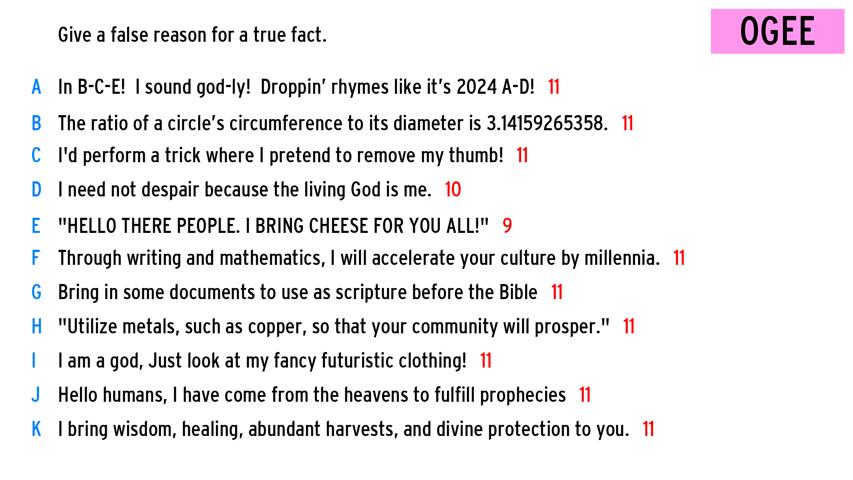 Give a false reason for a true fact.
OGEE
A In B-C-E! I sound god-ly! Droppin' rhymes like it's 2024 A-D! 11
B The ratio of a circle's circumference to its diameter is 3.14159265358. 11
C I'd perform a trick where I pretend to remove my thumb! 11
D I need not despair because the living God is me. 10
E "HELLO THERE PEOPLE. I BRING CHEESE FOR YOU ALL!" 9
F Through writing and mathematics, I will accelerate your culture by millennia. 11
G Bring in some documents to use as scripture before the Bible 11
H "Utilize metals, such as copper, so that your community will prosper." 11
I I am a god, Just look at my fancy futuristic clothing! 11
J Hello humans, I have come from the heavens to fulfill prophecies 11
K I bring wisdom, healing, abundant harvests, and divine protection to you. 11